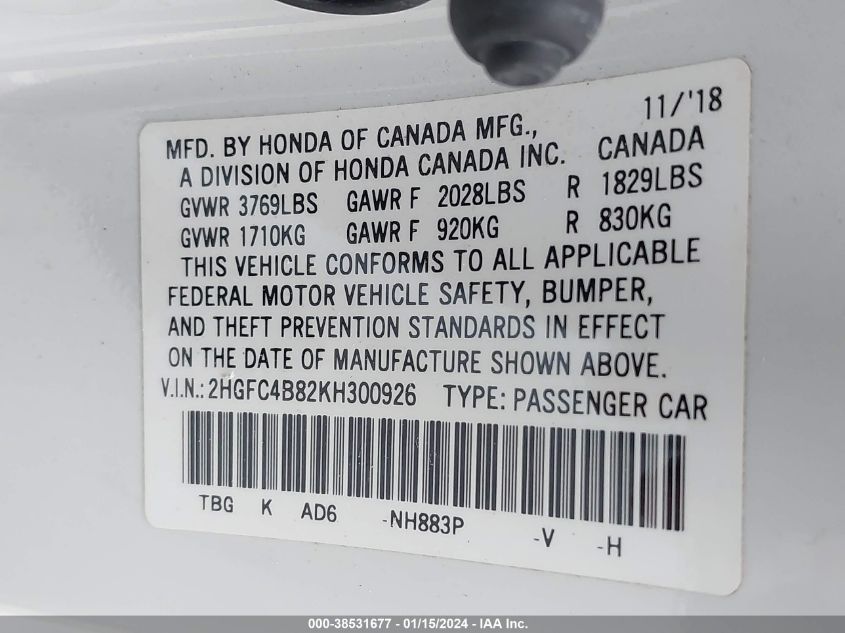 11/'18
MFD. BY HONDA OF CANADA MFG.,
A DIVISION OF HONDA CANADA INC. CANADA
GVWR 3769LBS GAWR F 2028LBS R 1829LBS
GVWR 1710KG GAWR F 920KG R 830KG
THIS VEHICLE CONFORMS TO ALL APPLICABLE
FEDERAL MOTOR VEHICLE SAFETY, BUMPER,
AND THEFT PREVENTION STANDARDS IN EFFECT
ON THE DATE OF MANUFACTURE SHOWN ABOVE.
V.I.N.: 2HGFC4B82KH300926 TYPE: PASSENGER CAR
TBG K AD6 -NH883P -V -H
000-38531677 - 01/15/2024 - IAA Inc.